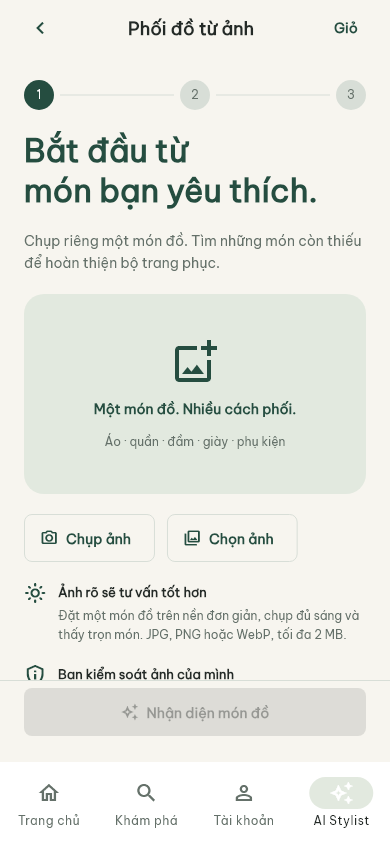 Phối đồ từ ảnh
Giỏ
1
2
3
Bắt đầu từ
món bạn yêu thích.
Chụp riêng một món đồ. Tìm những món còn thiếu
để hoàn thiện bộ trang phục.
Một món đồ. Nhiều cách phối.
Áo · quần · đầm · giày · phụ kiện
Chụp ảnh
Chọn ảnh
Ảnh rõ sẽ tư vấn tốt hơn
Đặt một món đồ trên nền đơn giản, chụp đủ sáng và
thấy trọn món. JPG, PNG hoặc WebP, tối đa 2 MB.
Bạn kiểm soát ảnh của mình
Nhận diện món đồ
Trang chủ
Khám phá
Tài khoản
AI Stylist